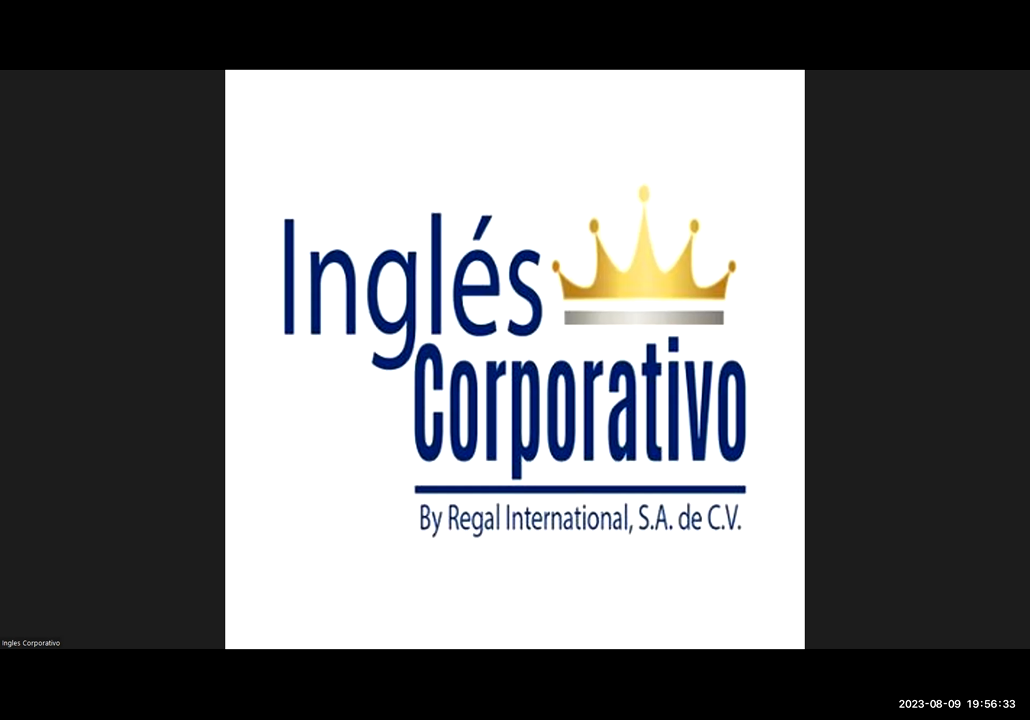 Inglés
Corporativo
By Regal International, S.A. de C.V.
Ingles Corporativo
2023-08-09 19:56:33